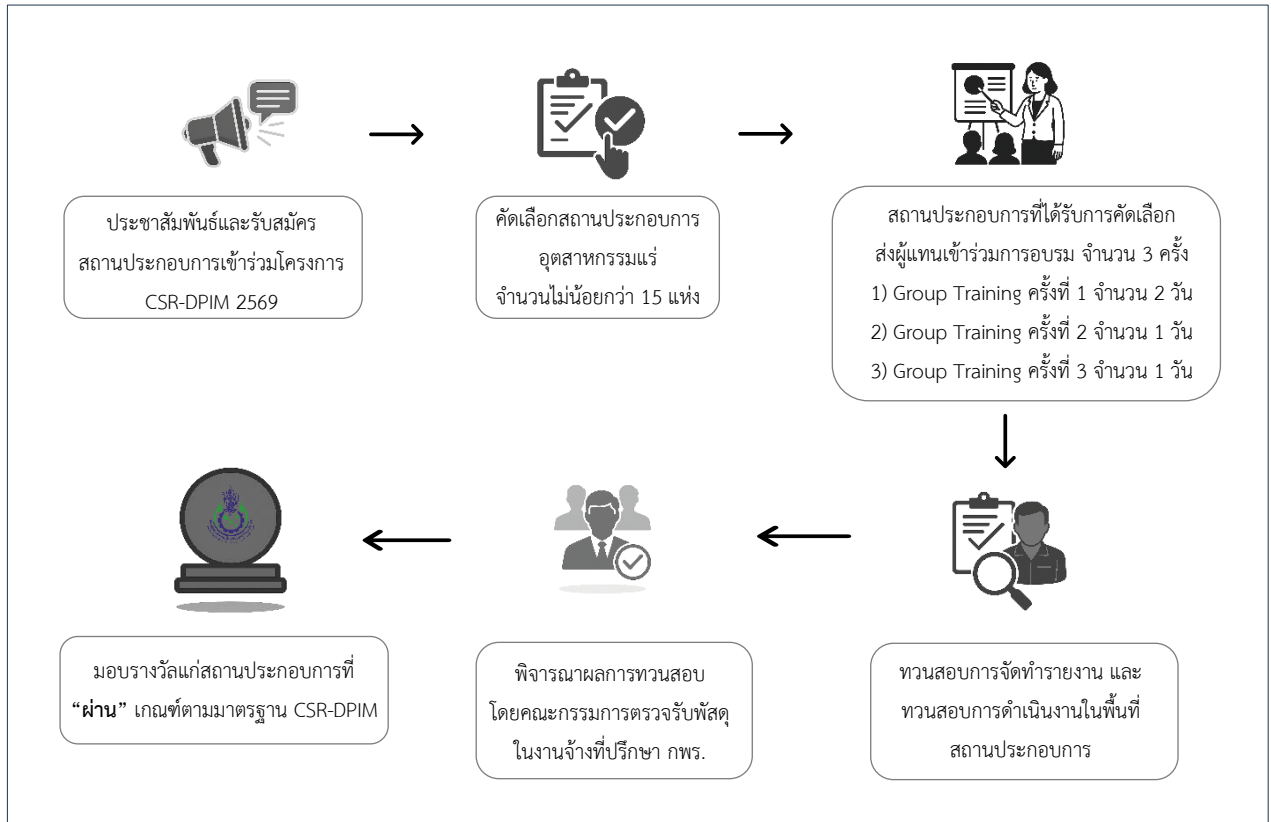 ประชาสัมพันธ์และรับสมัคร
สถานประกอบการเข้าร่วมโครงการ
CSR-DPIM 2569
คัดเลือกสถานประกอบการ
อุตสาหกรรมแร่
จำนวนไม่น้อยกว่า 15 แห่ง
สถานประกอบการที่ได้รับการคัดเลือก
ส่งผู้แทนเข้าร่วมการอบรม จำนวน 3 ครั้ง
1) Group Training ครั้งที่ 1 จำนวน 2 วัน
2) Group Training ครั้งที่ 2 จำนวน 1 วัน
3) Group Training ครั้งที่ 3 จำนวน 1 วัน
ทวนสอบการจัดทำรายงาน และ
ทวนสอบการดำเนินงานในพื้นที่
สถานประกอบการ
พิจารณาผลการทวนสอบ
โดยคณะกรรมการตรวจรับพัสดุ
ในงานจ้างที่ปรึกษา กพร.
มอบรางวัลแก่สถานประกอบการที่
“ผ่าน” เกณฑ์ตามมาตรฐาน CSR-DPIM